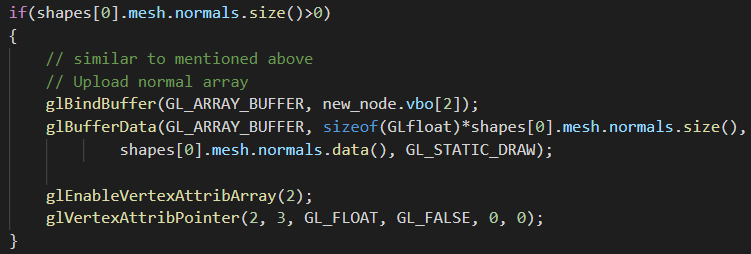 if(shapes[0].mesh.normals.size()>0)
{
// similar to mentioned above
// Upload normal array
glBindBuffer(GL_ARRAY_BUFFER, new_node.vbo[2]);
glBufferData(GL_ARRAY_BUFFER, sizeof(GLfloat)*shapes[0].mesh.normals.size(),
shapes[0].mesh.normals.data(), GL_STATIC_DRAW);
glEnableVertexAttribArray(2);
glVertexAttribPointer(2, 3, GL_FLOAT, GL_FALSE, 0, 0);
}